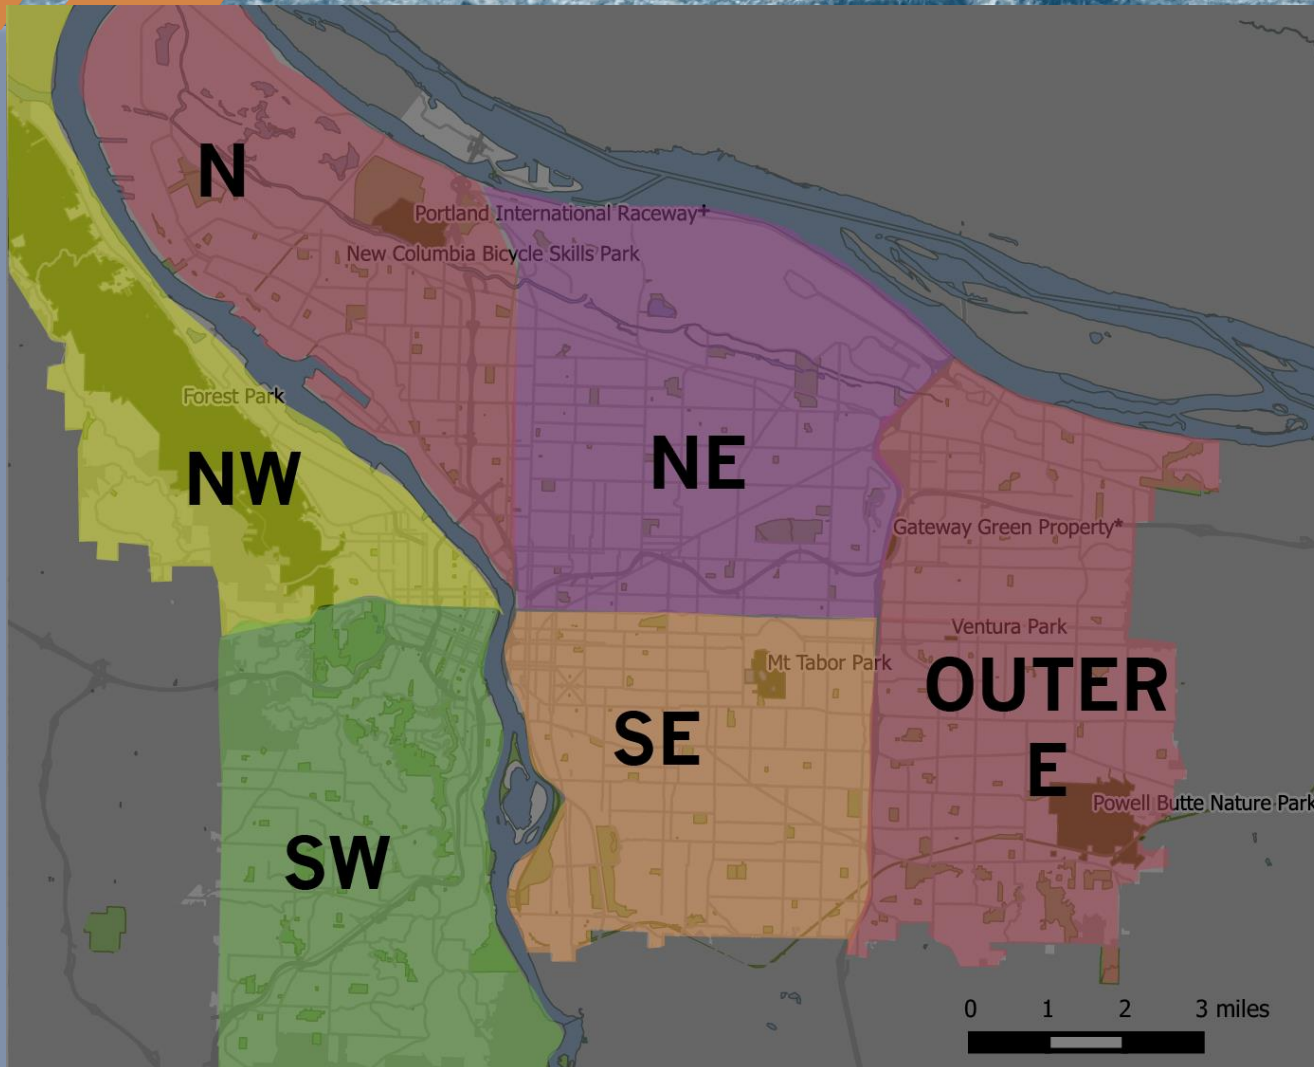 N
Portland International Raceway+
New Columbia Bicycle Skills Park
Forest Park
NW
NE
Gateway Green Property*
Ventura Park
Mt Tabor Park
OUTER
E
SE
Powell Butte Nature Park
SW
0 1 2 3 miles